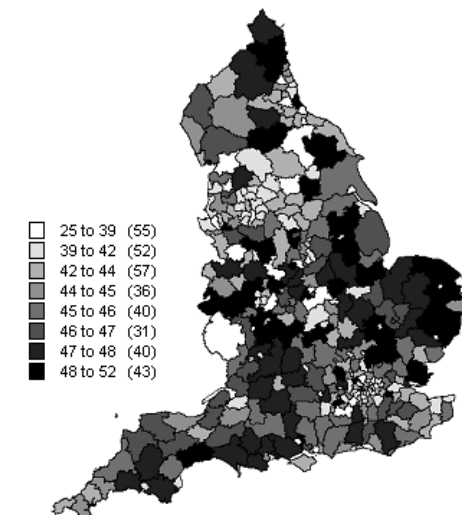 25 to 39 (55)
39 to 42 (52)
42 to 44 (57)
44 to 45 (36)
45 to 46 (40)
46 to 47 (31)
47 to 48 (40)
48 to 52 (43)